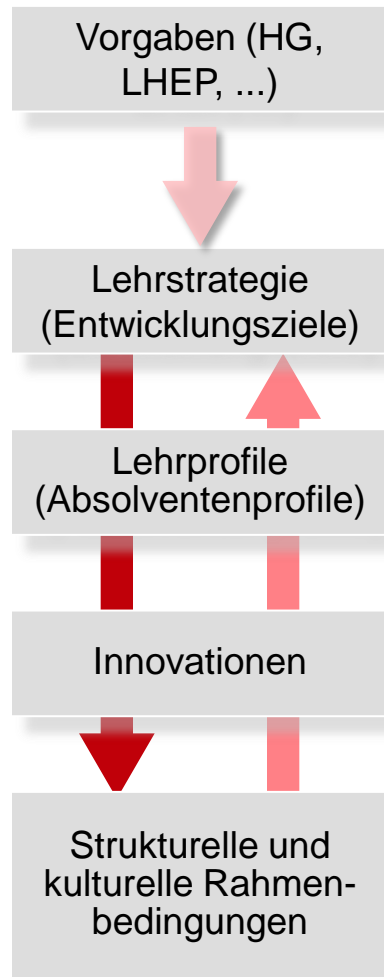 Vorgaben (HG,
LHEP, ...)
Lehrstrategie
(Entwicklungsziele)
Lehrprofile
(Absolventenprofile)
Innovationen
Strukturelle und
kulturelle Rahmen-
bedingungen